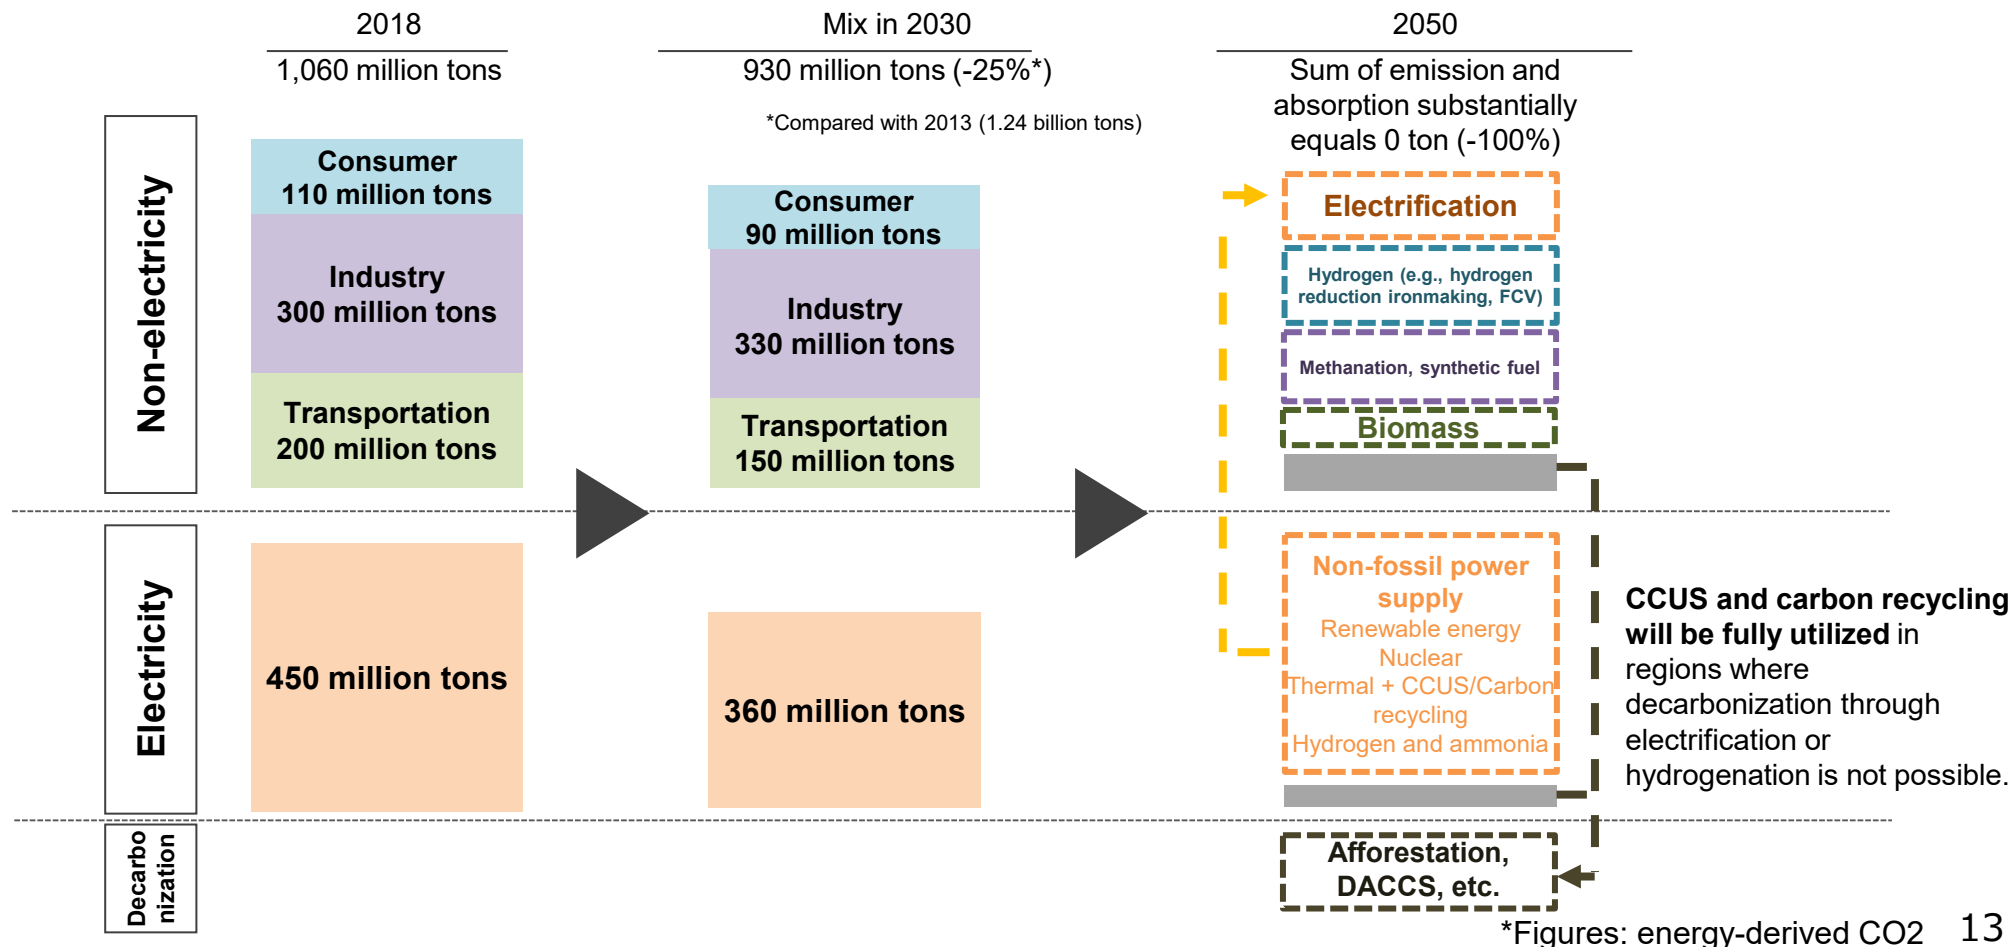 2018
1,060 million tons
Mix in 2030
930 million tons (-25%*)
*Compared with 2013 (1.24 billion tons)
2050
Sum of emission and
absorption substantially
equals 0 ton (-100%)
Non-electricity
Consumer
110 million tons
Industry
300 million tons
Transportation
200 million tons
Consumer
90 million tons
Industry
330 million tons
Transportation
150 million tons
Electrification
Hydrogen (e.g., hydrogen
reduction ironmaking, FCV)
Methanation, synthetic fuel
Biomass
Electricity
450 million tons
360 million tons
Non-fossil power
supply
Renewable energy
Nuclear
Thermal + CCUS/Carbon
recycling
Hydrogen and ammonia
CCUS and carbon recycling
will be fully utilized in
regions where
decarbonization through
electrification or
hydrogenation is not possible.
Decarbo
nization
Afforestation,
DACCS, etc.
*Figures: energy-derived CO2
13